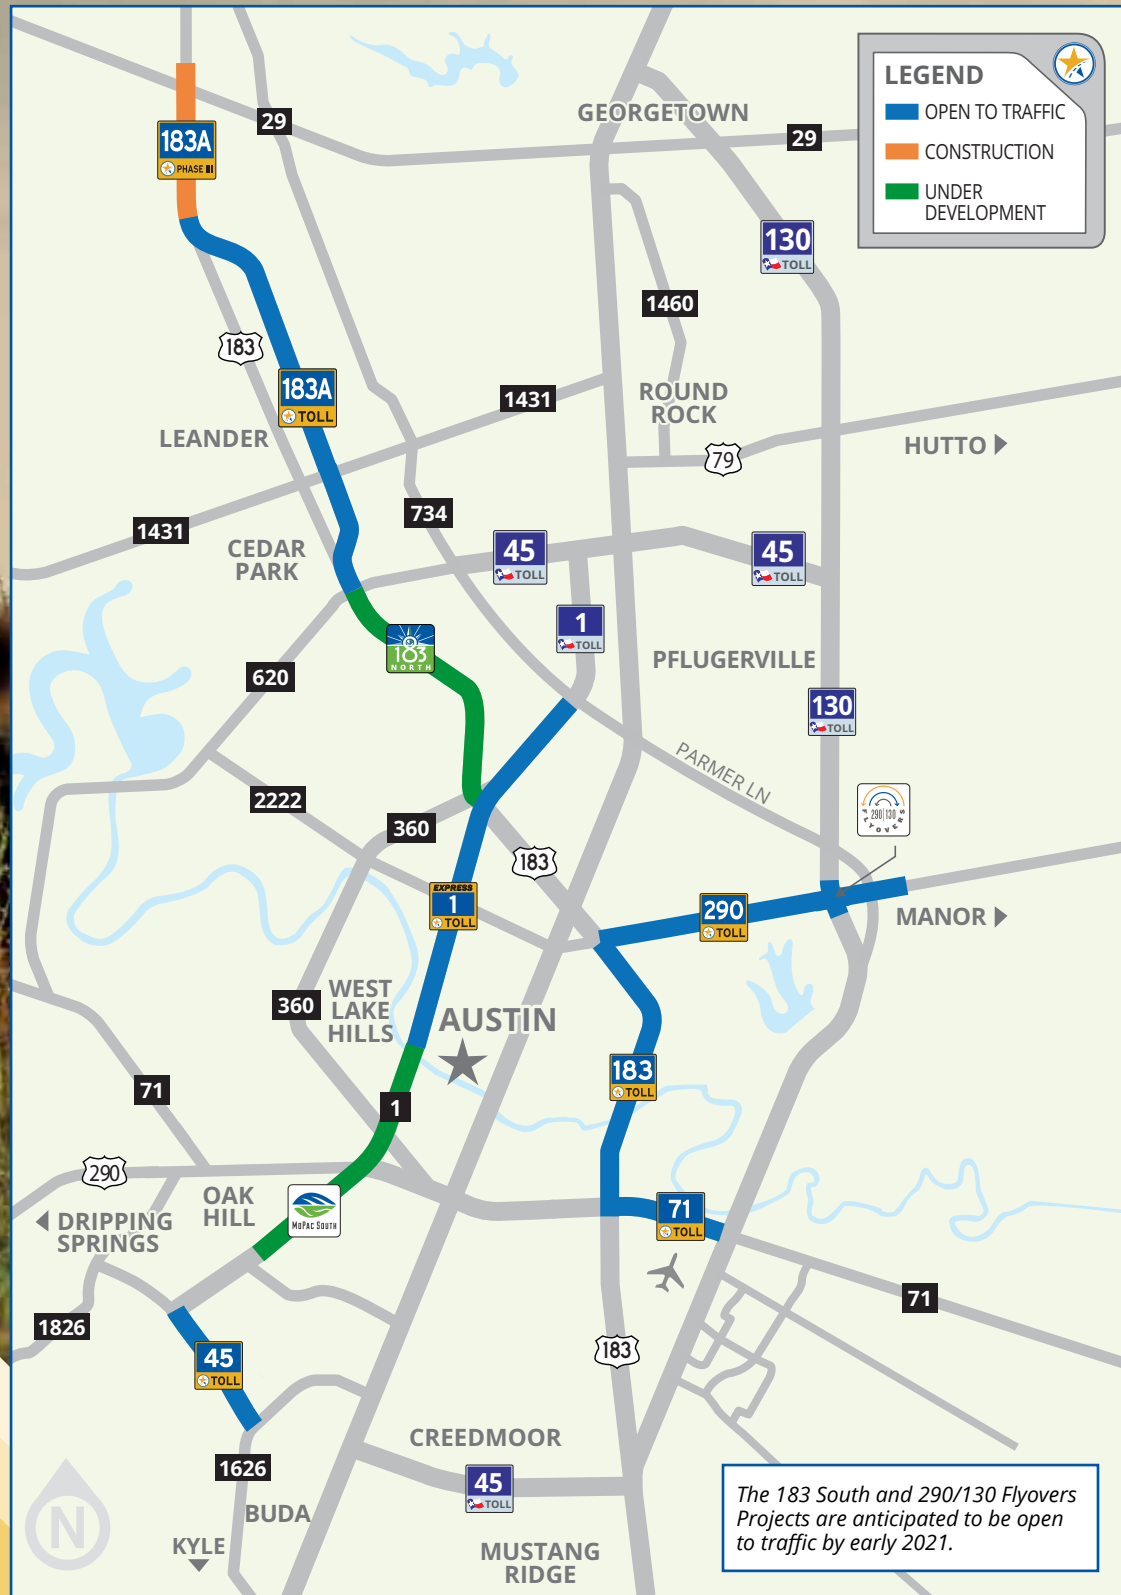 LEGEND
OPEN TO TRAFFIC
CONSTRUCTION
UNDER
DEVELOPMENT
29
GEORGETOWN
29
183A
PHASE III
130
TOLL
1460
183
183A
TOLL
1431
ROUND
ROCK
LEANDER
HUTTO
79
734
1431
CEDAR
PARK
45
TOLL
45
TOLL
1
TOLL
183
NORTH
PFLUGERVILLE
620
130
TOLL
PARMER LN
2222
360
290|130
FLYOVERS
183
EXPRESS
1
TOLL
290
TOLL
MANOR
360
WEST
LAKE
HILLS
AUSTIN
183
TOLL
71
1
290
OAK
HILL
MoPac South
71
TOLL
DRIPPING
SPRINGS
71
1826
45
TOLL
183
CREEDMOOR
1626
45
TOLL
BUDA
N
KYLE
MUSTANG
RIDGE
The 183 South and 290/130 Flyovers
Projects are anticipated to be open
to traffic by early 2021.